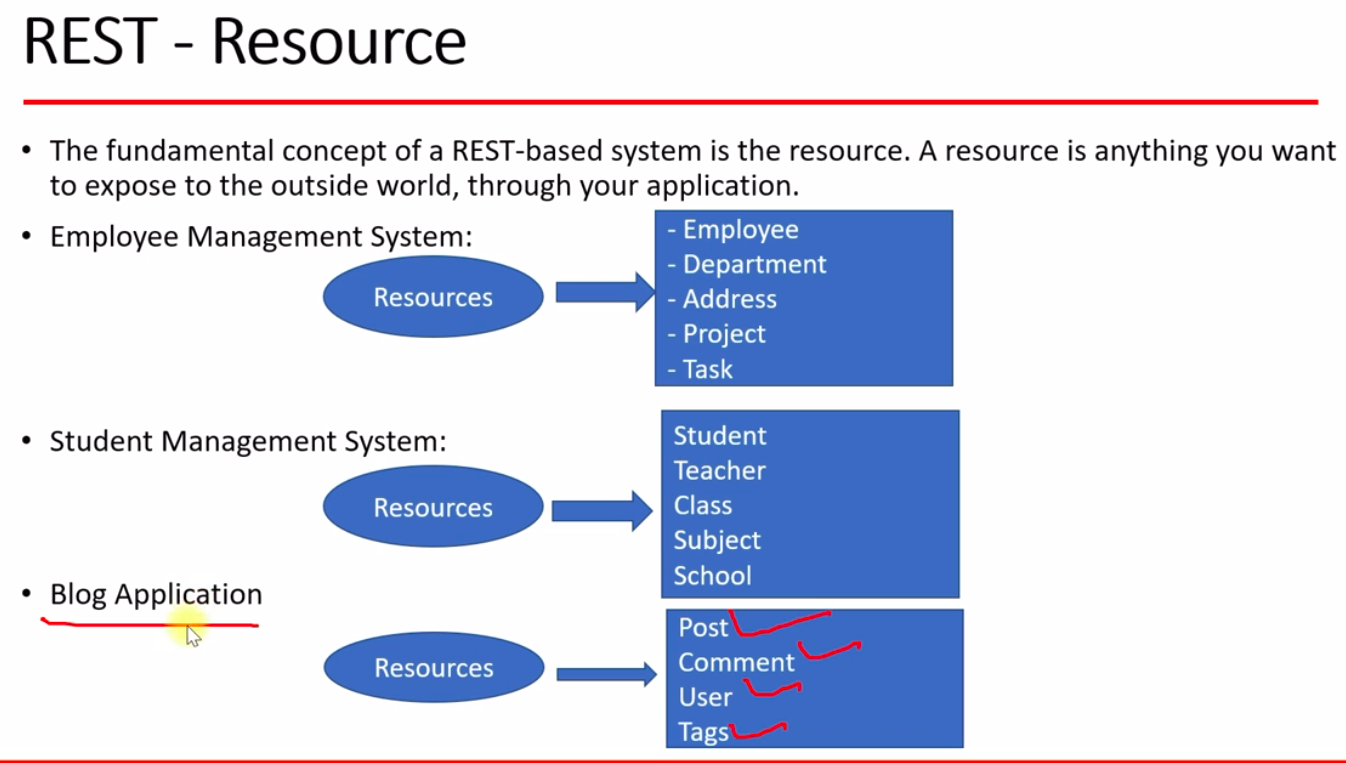 REST - Resource
• The fundamental concept of a REST-based system is the resource. A resource is anything you want
to expose to the outside world, through your application.
• Employee Management System:
Resources
- Employee
- Department
- Address
- Project
- Task
• Student Management System:
Resources
Student
Teacher
Class
Subject
School
• Blog Application
Resources
Post
Comment
User
Tags